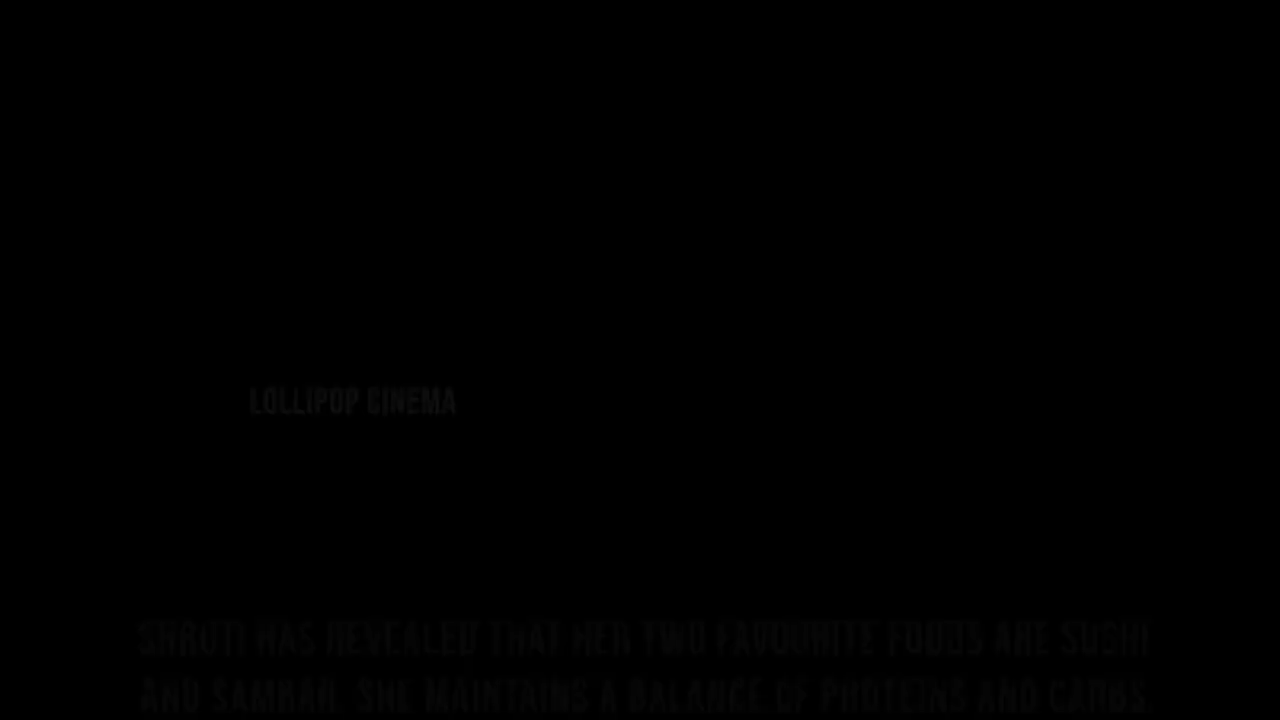 LOLLIPOP CINEMA
SHRUTI HAS REVEALED THAT HER TWO FAVOURITE FOODS ARE SUSHI
AND SAMBAR. SHE MAINTAINS A BALANCE OF PROTEINS AND CARBS.